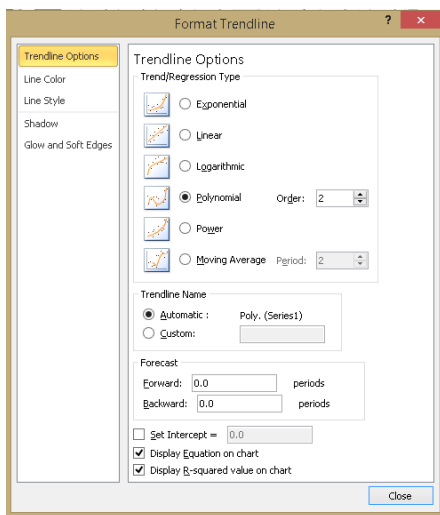 Format Trendline
?
Trendline Options
Line Color
Line Style
Shadow
Glow and Soft Edges
Trendline Options
Trend/Regression Type
Exponential
Linear
Logarithmic
Polynomial Order: 2
Power
Moving Average Period: 2
Trendline Name
Automatic : Poly. (Series1)
Custom:
Forecast
Forward: 0.0 periods
Backward: 0.0 periods
Set Intercept = 0.0
Display Equation on chart
Display R-squared value on chart
Close